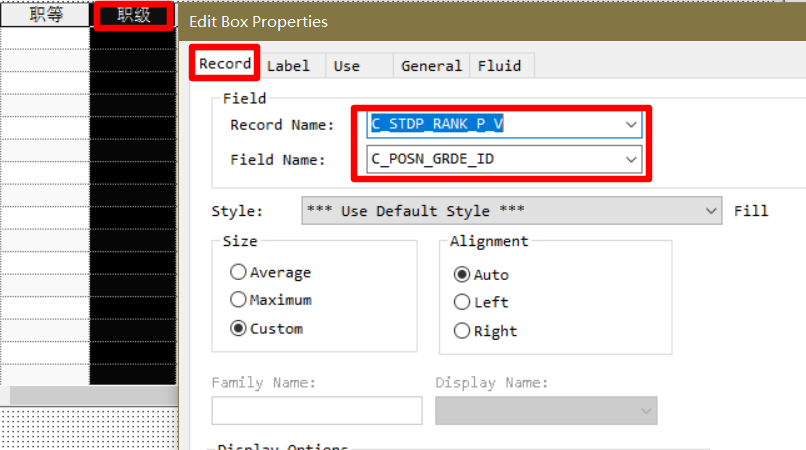 职等
职级
Edit Box Properties
Record Label Use General Fluid
Field
Record Name: C_STDP_RANK_P_V
Field Name: C_POSN_GRDE_ID
Style: *** Use Default Style *** Fill
Size
Average
Maximum
Custom
Alignment
Auto
Left
Right
Family Name:
Display Name:
Display Options